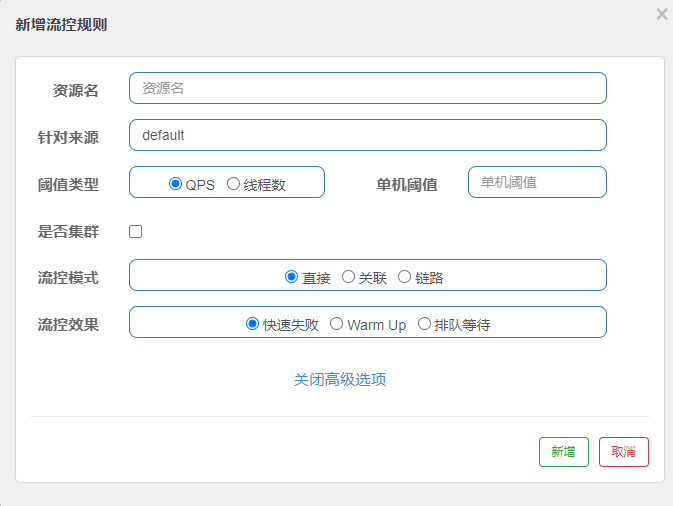 新增流控规则
×
资源名 资源名
针对来源 default
阈值类型 QPS 线程数 单机阈值 单机阈值
是否集群
流控模式 直接 关联 链路
流控效果 快速失败 Warm Up 排队等待
关闭高级选项
新增 取消